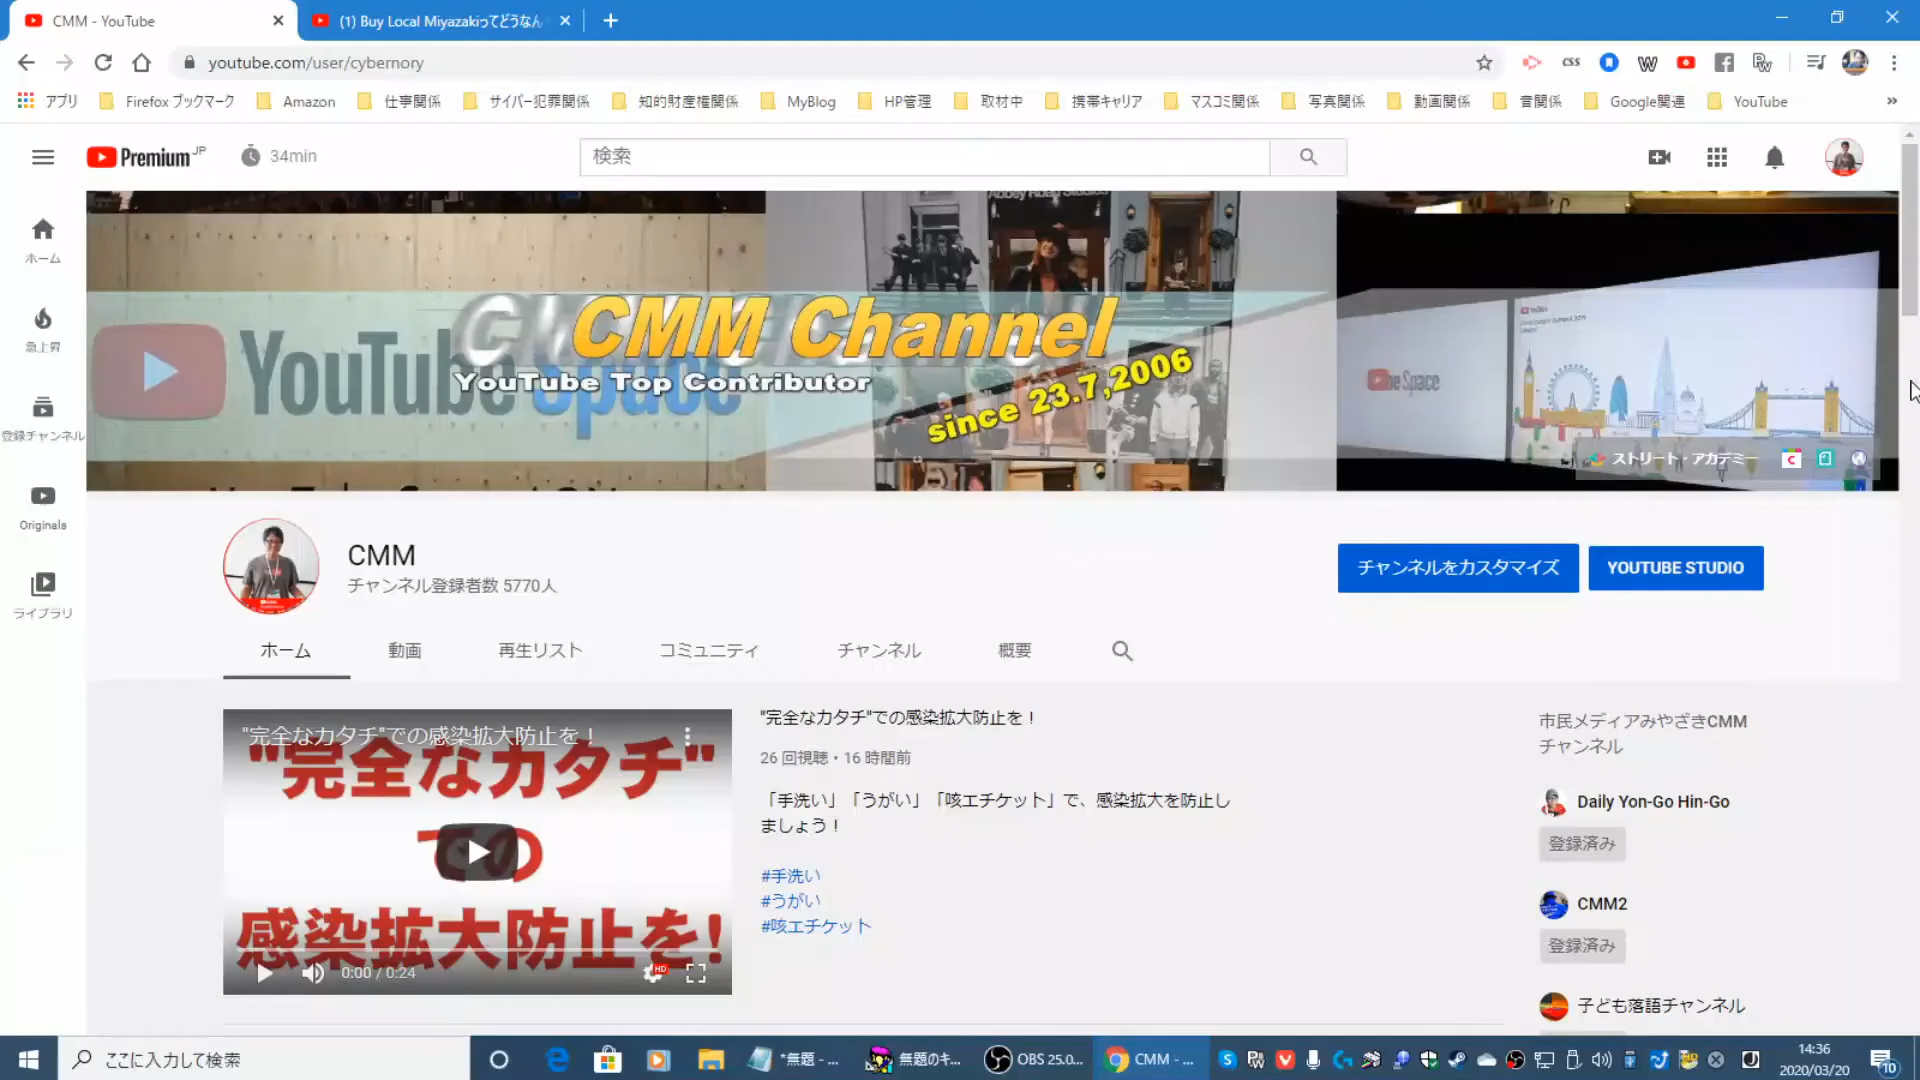 CMM - YouTube
(1) Buy Local Miyazakiってどうなん
youtube.com/user/cybernory
css
アプリ
Firefox ブックマーク
Amazon
仕事関係
サイバー犯罪関係
知的財産権関係
MyBlog
HP管理
取材中
携帯キャリア
マスコミ関係
写真関係
動画関係
音関係
Google関連
YouTube
Premium JP
34min
検索
ホーム
急上昇
登録チャンネル
Originals
ライブラリ
YouTube Space
CMM Channel
YouTube Top Contributor
since 23.7,2006
ストリート・アカデミー
CMM
チャンネル登録者数 5770人
チャンネルをカスタマイズ
YOUTUBE STUDIO
ホーム
動画
再生リスト
コミュニティ
チャンネル
概要
"完全なカタチ"での感染拡大防止を！
"完全なカタチ"
での
感染拡大防止を!
0:00 / 0:24
HD
"完全なカタチ"での感染拡大防止を！
26 回視聴・16 時間前
「手洗い」「うがい」「咳エチケット」で、感染拡大を防止し
ましょう！
#手洗い
#うがい
#咳エチケット
市民メディアみやざきCMM
チャンネル
Daily Yon-Go Hin-Go
登録済み
CMM2
登録済み
子ども落語チャンネル
ここに入力して検索
*無題 - ...
無題のキ...
OBS 25.0...
CMM - ...
14:36
2020/03/20
10